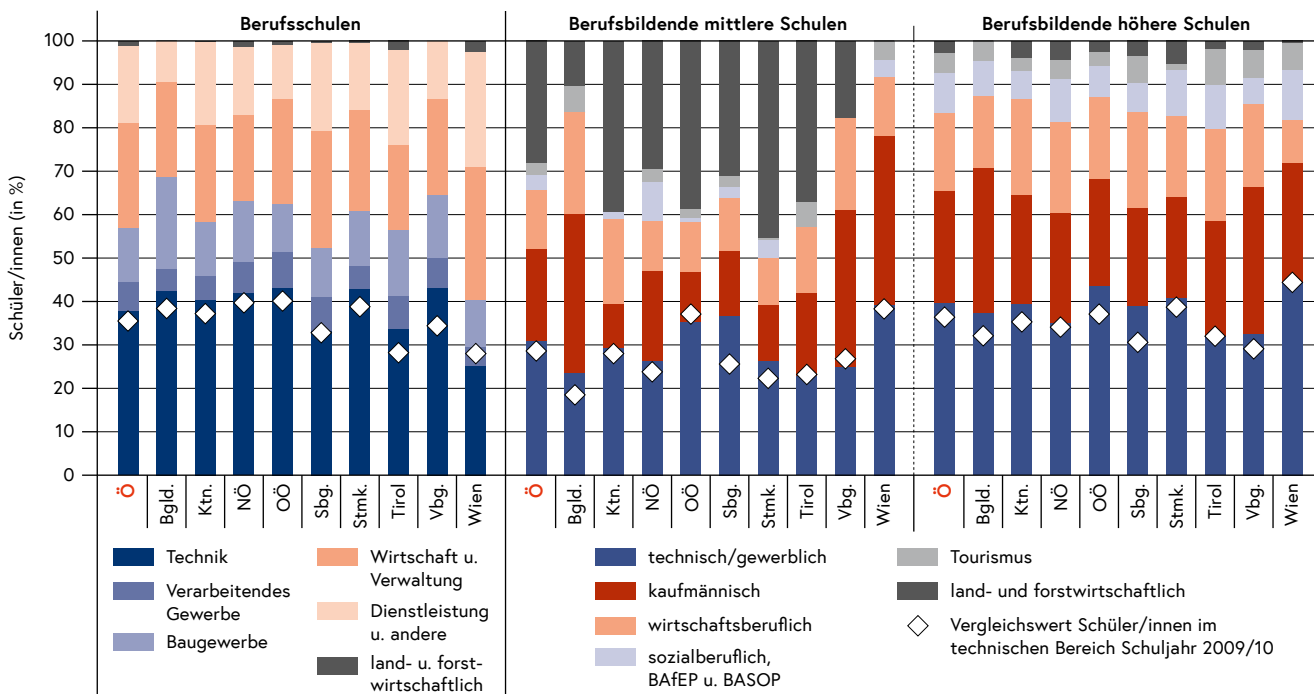 Berufsschulen
Berufsbildende mittlere Schulen
Berufsbildende höhere Schulen
Schüler/innen (in %)
100
90
80
70
60
50
40
30
20
10
0
Ö Bgld. Ktn. NÖ OÖ Sbg. Stmk. Tirol Vbg. Wien
Ö Bgld. Ktn. NÖ OÖ Sbg. Stmk. Tirol Vbg. Wien
Ö Bgld. Ktn. NÖ OÖ Sbg. Stmk. Tirol Vbg. Wien
Technik
Verarbeitendes
Gewerbe
Baugewerbe
Wirtschaft u.
Verwaltung
Dienstleistung
u. andere
land- u. forst-
wirtschaftlich
technisch/gewerblich
kaufmännisch
wirtschaftsberuflich
sozialberuflich,
BAfEP u. BASOP
Tourismus
land- und forstwirtschaftlich
Vergleichswert Schüler/innen im
technischen Bereich Schuljahr 2009/10